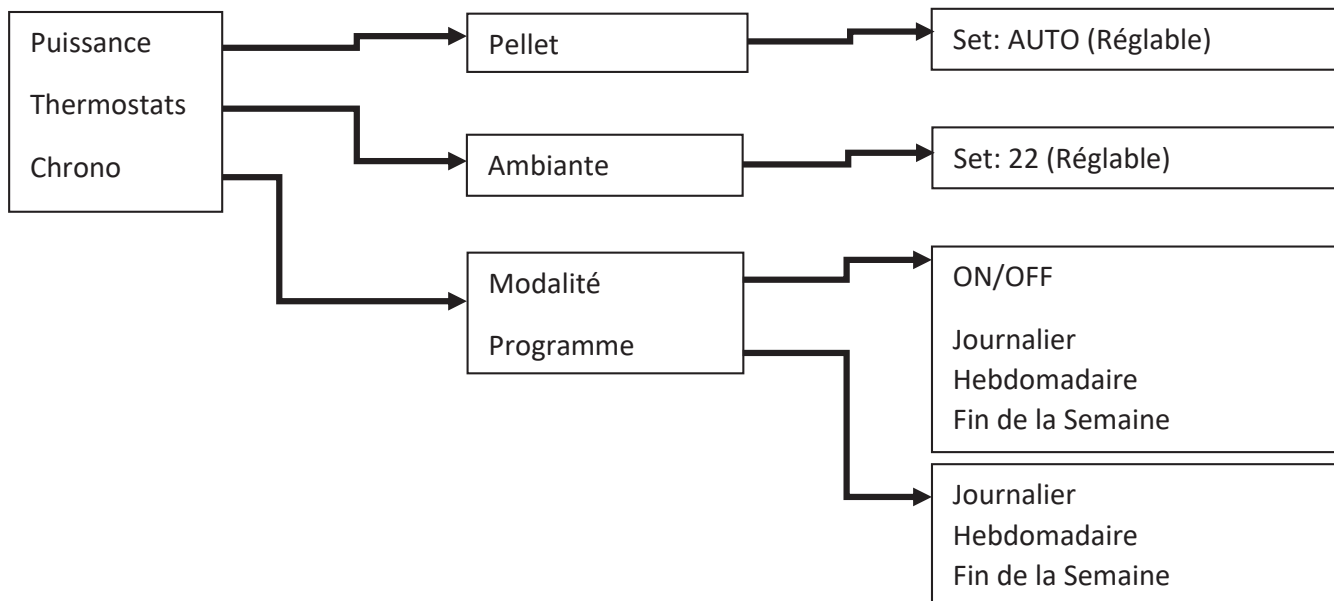 Puissance
Thermostats
Chrono
Pellet
Set: AUTO (Réglable)
Ambiante
Set: 22 (Réglable)
Modalité
Programme
ON/OFF
Journalier
Hebdomadaire
Fin de la Semaine
Journalier
Hebdomadaire
Fin de la Semaine